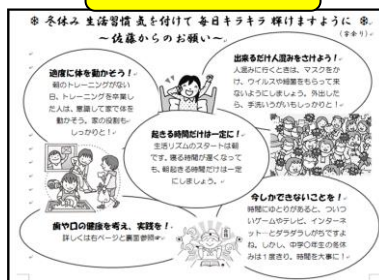 ❄ 冬休み 生活習慣 気を付けて 毎日キラキラ 輝けますように ❄
～佐藤からのお願い～
(字余り)
適度に体を動かそう！
朝のトレーニングがない
日、トレーニングを卒業し
た人は、意識して家で体を
動かそう。家の役割も
しっかりと！
出来るだけ人混みをさけよう！
人混みに行くときは、マスクをか
け、ウイルスや細菌をもらって来
ないようにしましょう。外出した
ら、手洗いうがいもしっかりと！
起きる時間だけは一定に！
生活リズムのスタートは朝
です。寝る時間が遅くなって
も、朝起きる時間だけは一定
にしましょう。
今しかできないことを！
時間にゆとりがあると、ついつ
いゲームやテレビ、インターネ
ット…とダラダラしがちですよ
ね。しかし、中学〇年生の冬休
みは1度きり。時間を大事に！
歯や口の健康を考え、実践を！
詳しくはちページと裏面参照